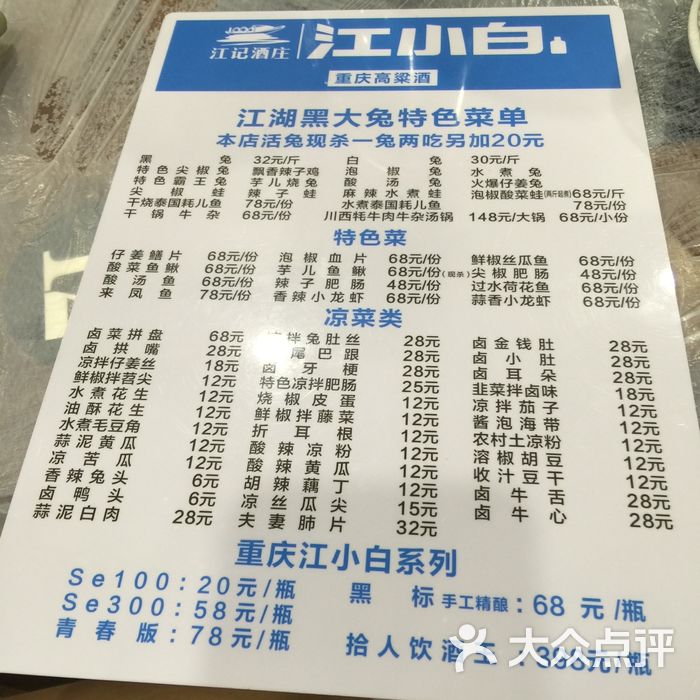 江记酒庄
江小白
重庆高粱酒
江湖黑大兔特色菜单
本店活兔现杀一兔两吃另加20元
黑兔 32元/斤 白兔 30元/斤
特色尖椒兔 飘香辣子鸡 泡椒兔 水煮兔
特色霸王兔 芋儿烧兔 酸汤兔 火爆仔姜兔
尖椒蛙 辣子蛙 麻辣水煮蛙 泡椒酸菜蛙(两斤起煮)68元/斤
干烧泰国耗儿鱼 78元/份 水煮泰国耗儿鱼 78元/份
干锅牛杂 68元/份 川西牦牛肉牛杂汤锅 148元/大锅 68元/小份
特色菜
仔姜鳝片 68元/份 泡椒血片 68元/份 鲜椒丝瓜鱼 68元/份
酸菜鱼鳅 68元/份 芋儿鱼鳅 68元/份(现杀) 尖椒肥肠 48元/份
酸汤鱼 68元/份 辣子肥肠 48元/份 过水荷花鱼 68元/份
来凤鱼 78元/份 香辣小龙虾 68元/份 蒜香小龙虾 68元/份
凉菜类
卤菜拼盘 68元 拌兔肚丝 28元 卤金钱肚 28元
卤拱嘴 28元 尾巴跟 28元 卤小肚 28元
凉拌仔姜丝 18元 卤牙梗 28元 卤耳朵 28元
鲜椒拌苕尖 12元 特色凉拌肥肠 25元 韭菜拌卤味 18元
水煮花生 12元 烧椒皮蛋 12元 凉拌茄子 12元
油酥花生 12元 鲜椒拌藤菜 12元 酱泡海带 12元
水煮毛豆角 12元 折耳根 12元 农村土凉粉 12元
蒜泥黄瓜 12元 酸辣凉粉 12元 溶椒胡豆 12元
凉苦瓜 12元 酸辣黄瓜 12元 收汁豆干 12元
香辣兔头 6元 胡辣藕丁 12元 卤牛舌 28元
卤鸭头 6元 凉丝瓜尖 15元 卤牛心 28元
蒜泥白肉 28元 夫妻肺片 32元
重庆江小白系列
Se100:20元/瓶 黑标 手工精酿:68元/瓶
Se300:58元/瓶
青春版:78元/瓶 拾人饮酒:398元/瓶
大众点评